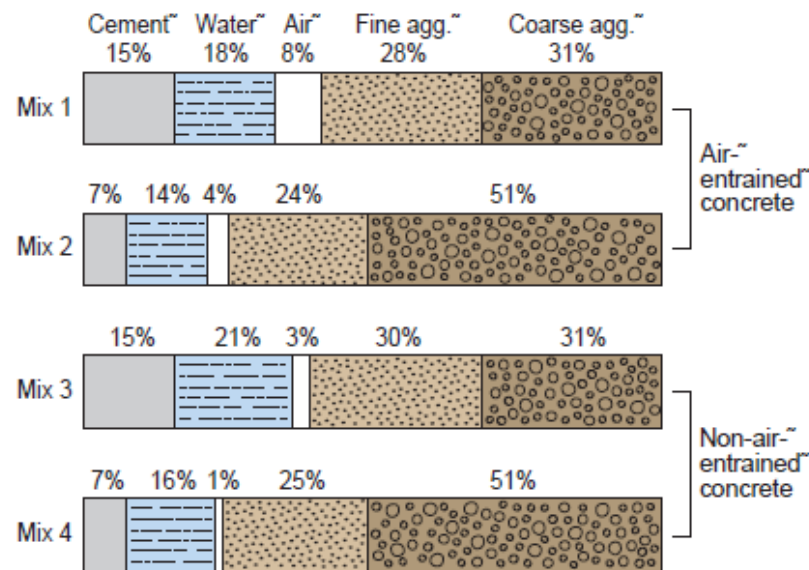 Cement˜ Water˜ Air˜ Fine agg.˜ Coarse agg.˜
15% 18% 8% 28% 31%
Mix 1
Air-˜
entrained˜
concrete
7% 14% 4% 24% 51%
Mix 2
15% 21% 3% 30% 31%
Mix 3
Non-air-˜
entrained˜
concrete
7% 16% 1% 25% 51%
Mix 4